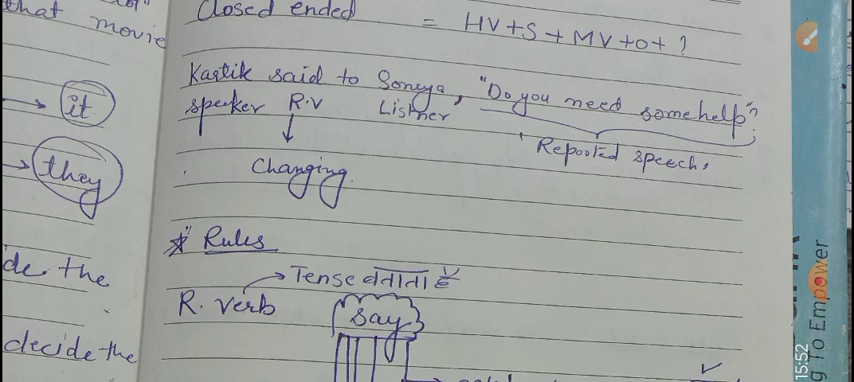 that movie
it
they
de the
decide the
Closed ended = HV+S+MV+O+?
Kartik said to Soneya, "Do you need some help"?
speaker R.V Listner
Reported speech,
Changing.
* Rules
→ Tense बताता है
R. verb
Say
15:52
g To Empower